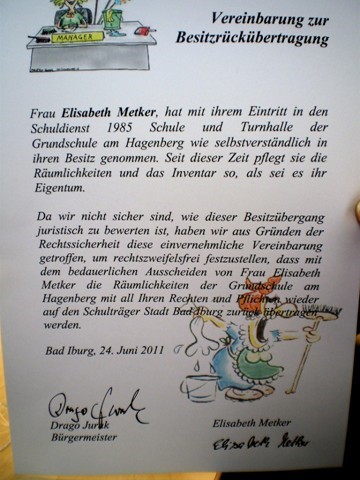 MANAGER
Vereinbarung zur
Besitzrückübertragung
Frau Elisabeth Metker, hat mit ihrem Eintritt in den
Schuldienst 1985 Schule und Turnhalle der
Grundschule am Hagenberg wie selbstverständlich in
ihren Besitz genommen. Seit dieser Zeit pflegt sie die
Räumlichkeiten und das Inventar so, als sei es ihr
Eigentum.
Da wir nicht sicher sind, wie dieser Besitzübergang
juristisch zu bewerten ist, haben wir aus Gründen der
Rechtssicherheit diese einvernehmliche Vereinbarung
getroffen, um rechtszweifelsfrei festzustellen, dass mit
dem bedauerlichen Ausscheiden von Frau Elisabeth
Metker die Räumlichkeiten der Grundschule am
Hagenberg mit all Ihren Rechten und Pflichten wieder
auf den Schulträger Stadt Bad Iburg zurück übertragen
werden.
Bad Iburg, 24. Juni 2011
Drago Jurak
Drago Jurak
Bürgermeister
Elisabeth Metker
Elisabeth Metker